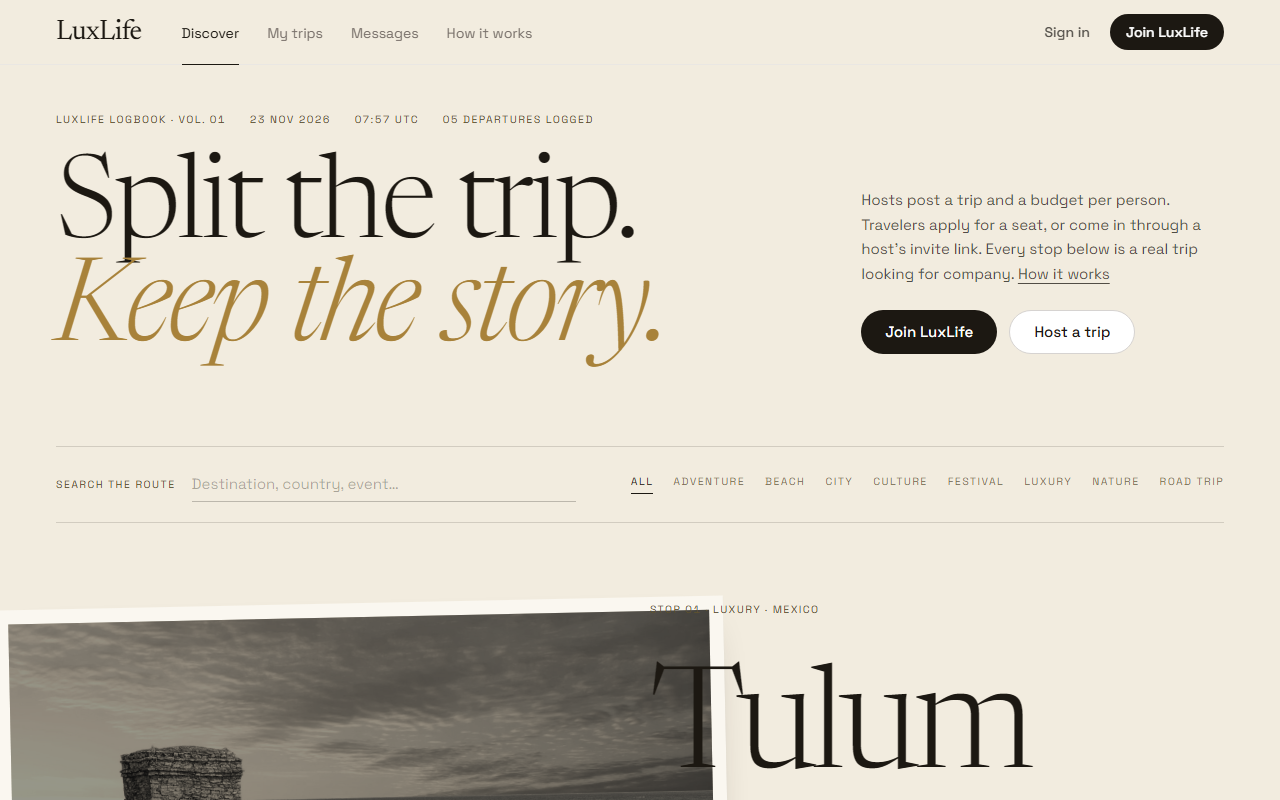 LuxLife Discover My trips Messages How it works Sign in Join LuxLife
LUXLIFE LOGBOOK · VOL. 01 23 NOV 2026 07:57 UTC 05 DEPARTURES LOGGED
Split the trip.
Keep the story.
Hosts post a trip and a budget per person.
Travelers apply for a seat, or come in through a
host's invite link. Every stop below is a real trip
looking for company. How it works
Join LuxLife Host a trip
SEARCH THE ROUTE Destination, country, event... ALL ADVENTURE BEACH CITY CULTURE FESTIVAL LUXURY NATURE ROAD TRIP
STOP 01 · LUXURY · MEXICO
Tulum